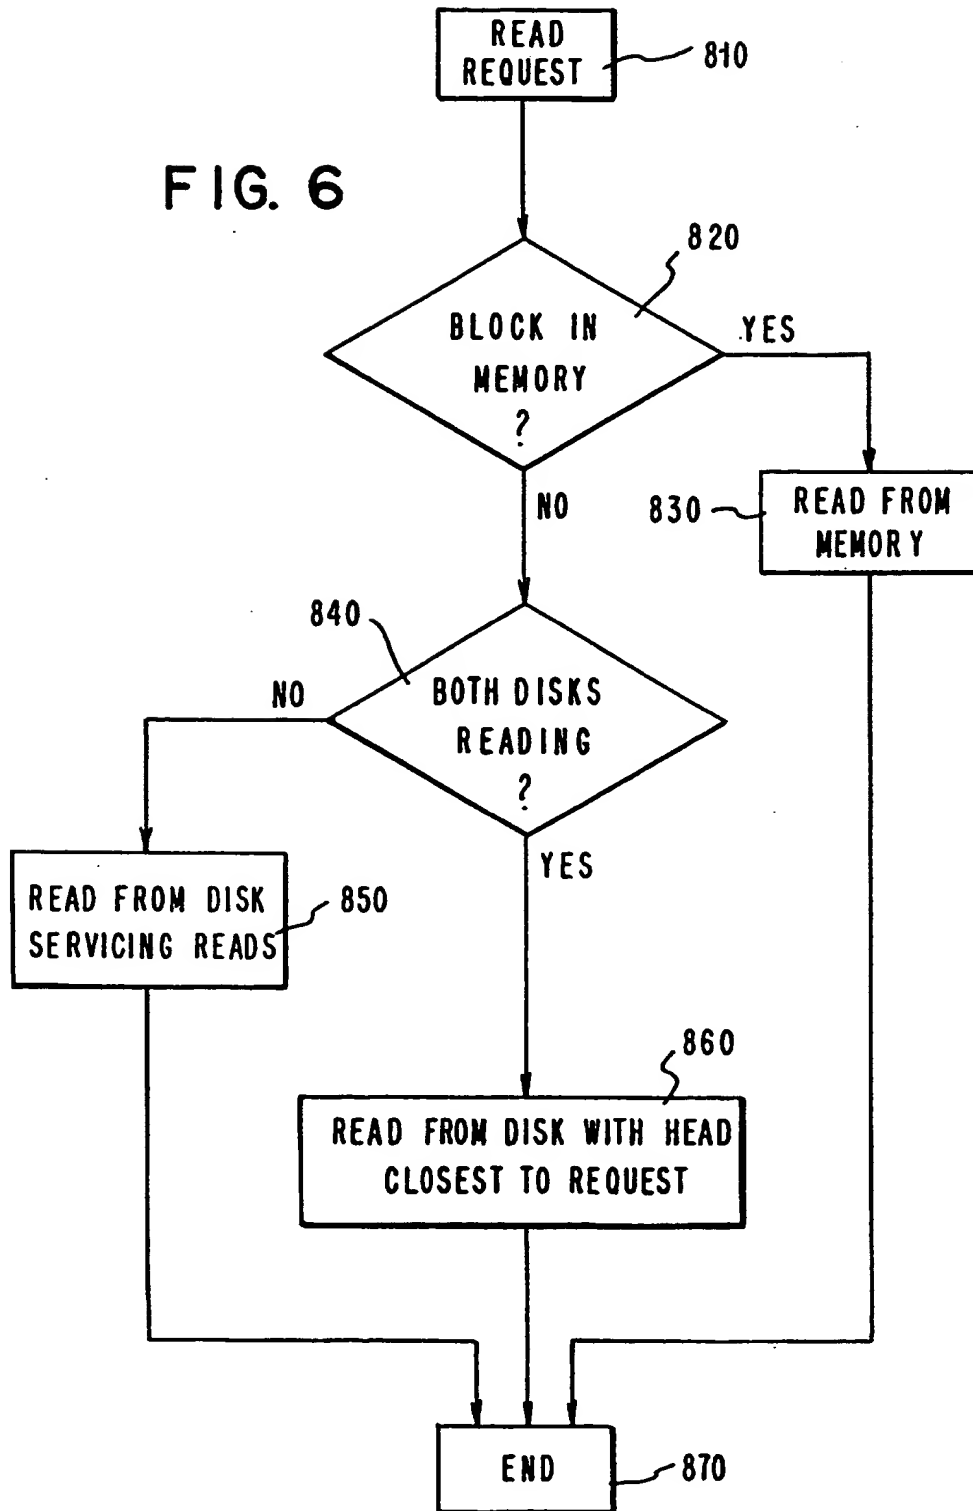 READ
REQUEST
810
FIG. 6
820
BLOCK IN
MEMORY
?
YES
NO
830
READ FROM
MEMORY
840
NO
BOTH DISKS
READING
?
YES
READ FROM DISK
SERVICING READS
850
860
READ FROM DISK WITH HEAD
CLOSEST TO REQUEST
END
870